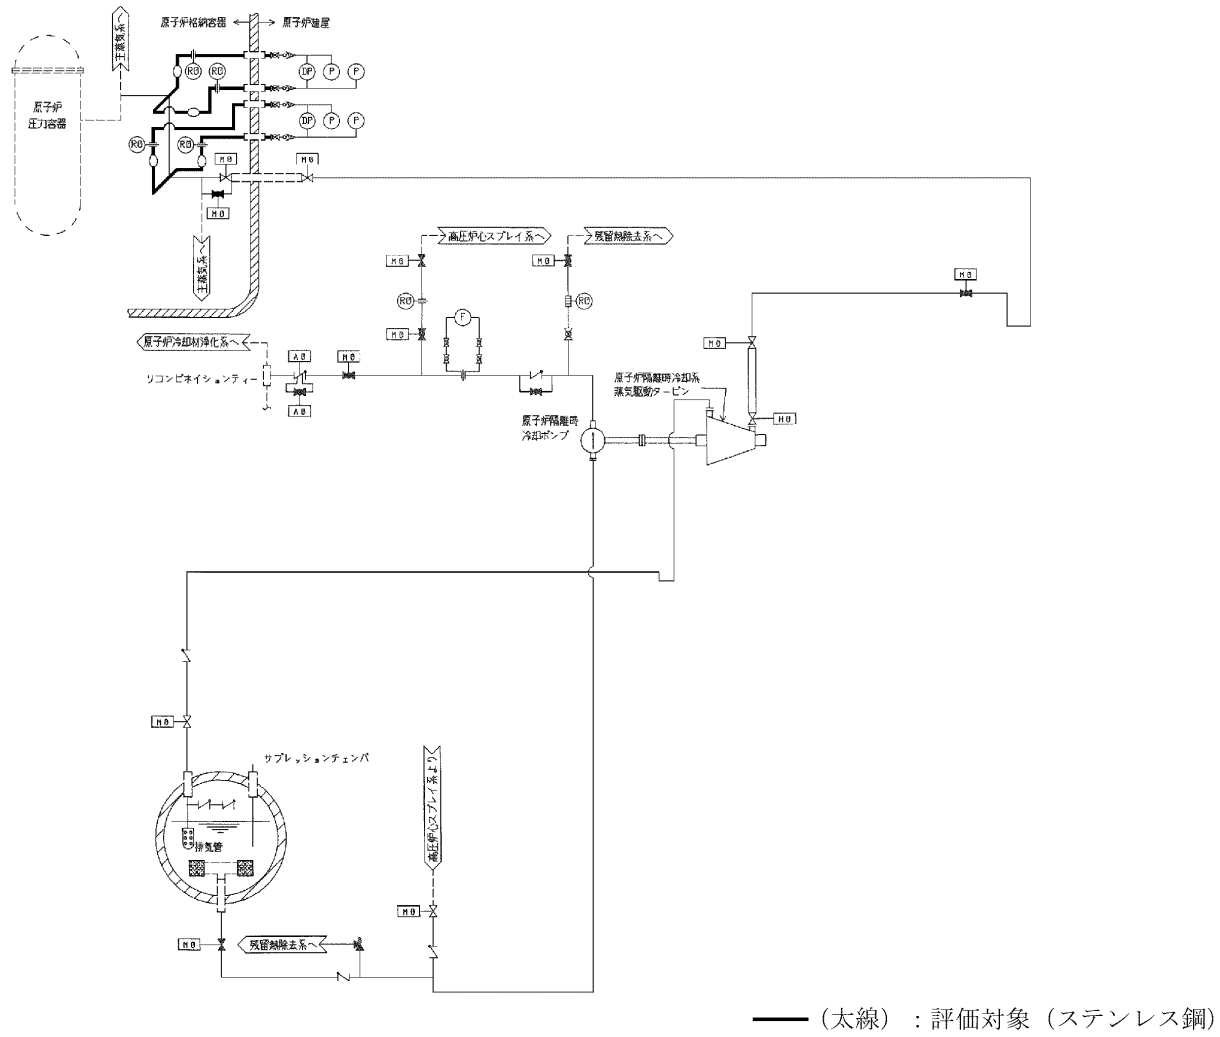 主蒸気系へ
原子炉格納容器
原子炉建屋
原子炉
圧力容器
RO
RO
DP
P
P
DP
P
P
RO
RO
MO
MO
MO
主蒸気系へ
高圧炉心スプレイ系へ
残留熱除去系へ
MO
MO
MO
RO
RO
F
MO
MO
原子炉冷却材浄化系へ
リコンビネイションティー
AO
MO
AO
原子炉隔離時冷却系
蒸気駆動タービン
MO
原子炉隔離時
冷却ポンプ
MO
サプレッションチェンバ
高圧炉心スプレイ系より
排気管
MO
MO
残留熱除去系へ
（太線）：評価対象（ステンレス鋼）